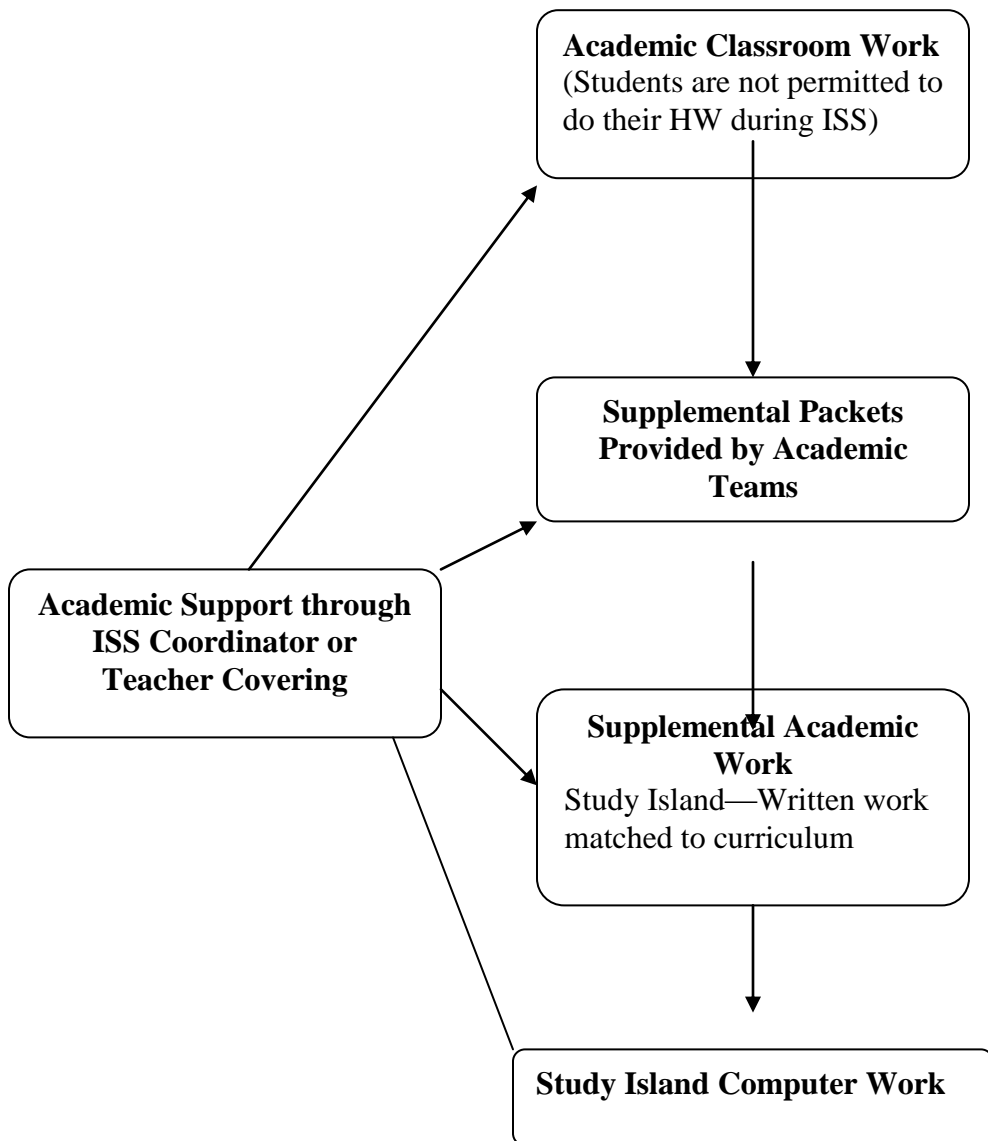 Academic Classroom Work
(Students are not permitted to
do their HW during ISS)
Supplemental Packets
Provided by Academic
Teams
Academic Support through
ISS Coordinator or
Teacher Covering
Supplemental Academic
Work
Study Island—Written work
matched to curriculum
Study Island Computer Work